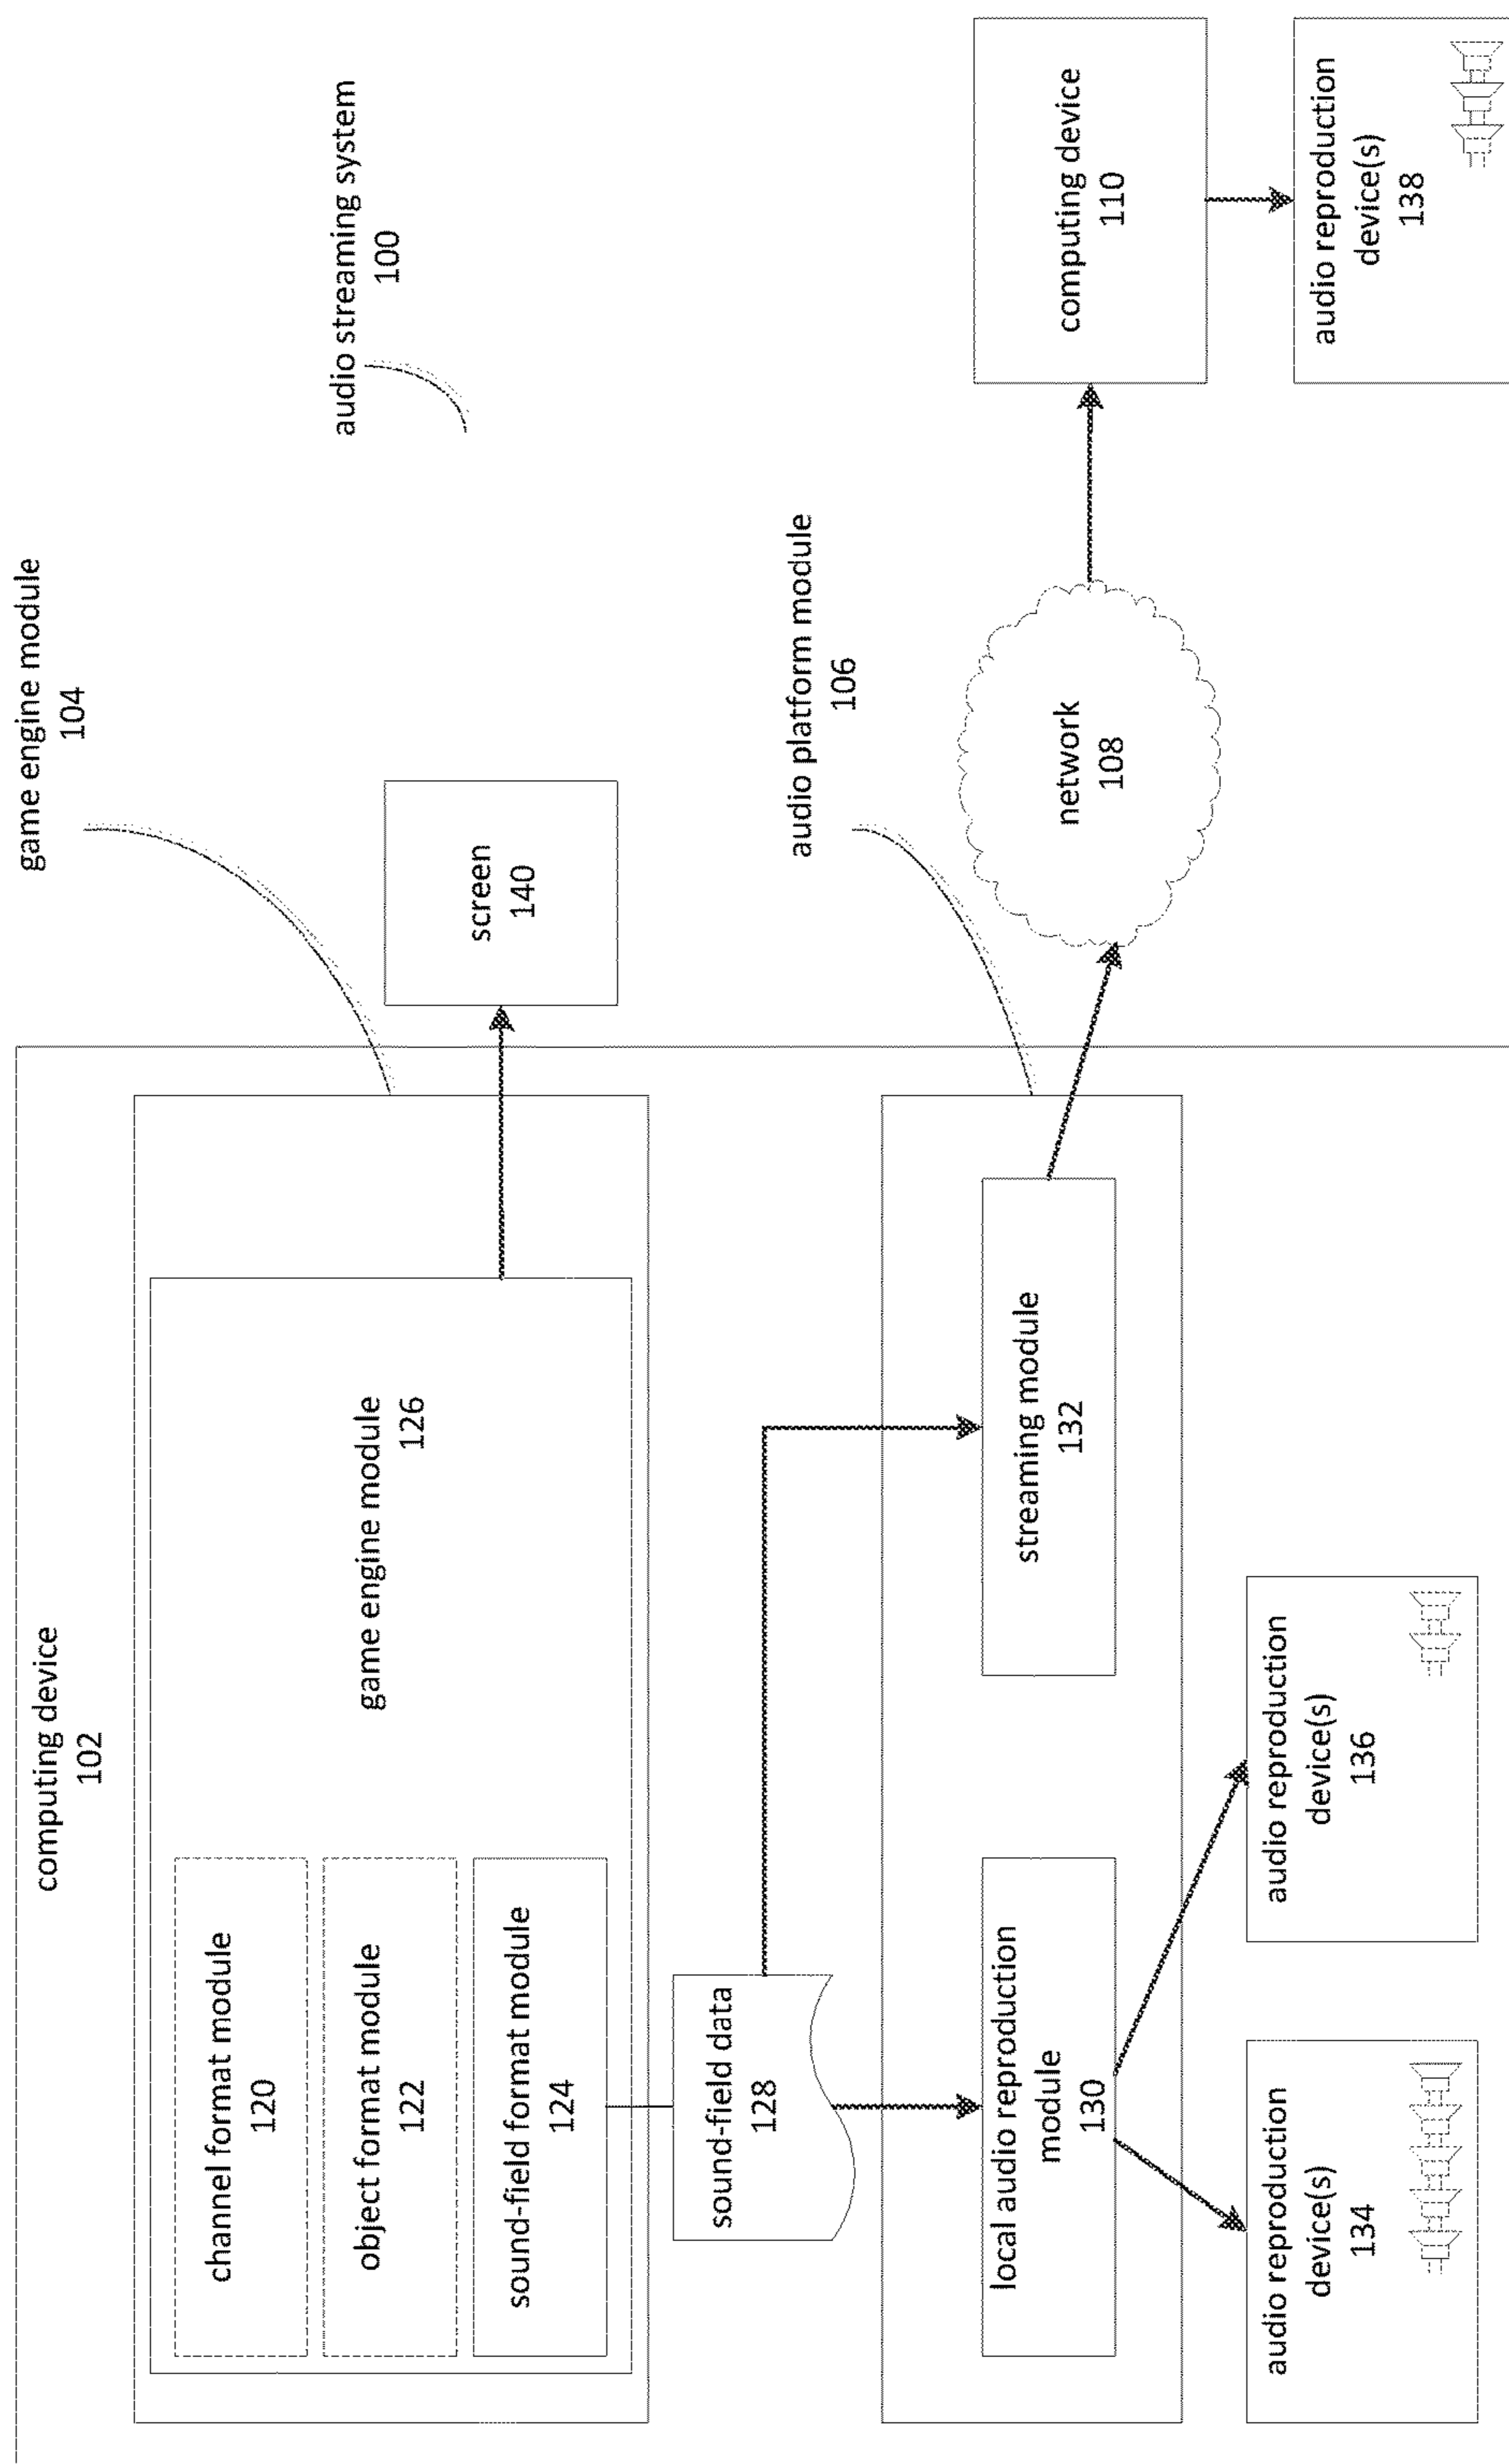 computing device
102
game engine module
104
audio streaming system
100
channel format module
120
object format module
122
sound-field format module
124
game engine module
126
screen
140
sound-field data
128
audio platform module
106
local audio reproduction
module
130
streaming module
132
network
108
computing device
110
audio reproduction
device(s)
134
audio reproduction
device(s)
136
audio reproduction
device(s)
138